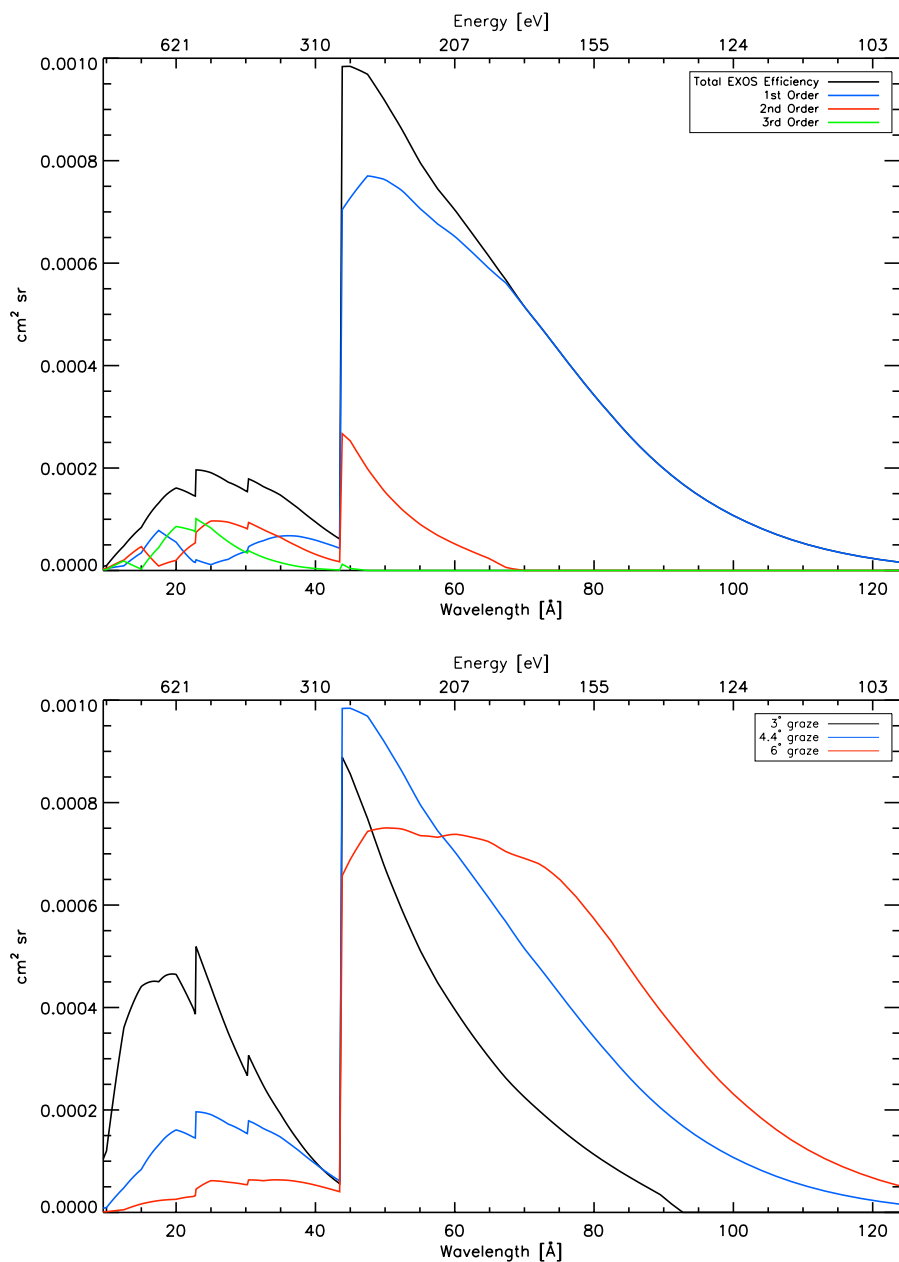 Energy [eV]
621 310 207 155 124 103
0.0010
0.0008
0.0006
0.0004
0.0002
0.0000
cm² sr
Total EXOS Efficiency
1st Order
2nd Order
3rd Order
20 40 60 80 100 120
Wavelength [Å]
Energy [eV]
621 310 207 155 124 103
0.0010
0.0008
0.0006
0.0004
0.0002
0.0000
cm² sr
3° graze
4.4° graze
6° graze
20 40 60 80 100 120
Wavelength [Å]